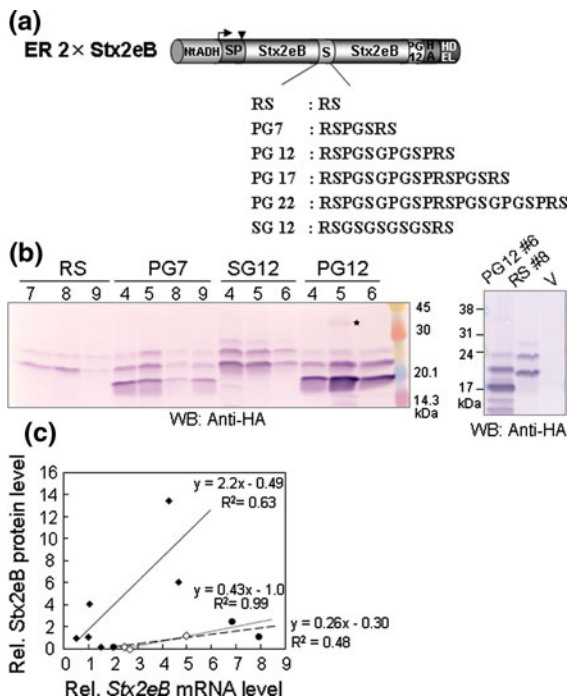 (a)
ER 2× Stx2eB
NtADH SP Stx2eB S Stx2eB PG12 HA HDEL
RS : RS
PG7 : RSPGSRS
PG 12 : RSPGSGPGSPRS
PG 17 : RSPGSGPGSPRSPGSRS
PG 22 : RSPGSGPGSPRSPGSGPGSPRS
SG 12 : RSGSGSGSGSRS
(b)
RS PG7 SG12 PG12
7 8 9 4 5 8 9 4 5 6 4 5 6
45
30
*
20.1
14.3
kDa
WB: Anti-HA
PG12 #6
RS #8
V
38
31
24
17
kDa
WB: Anti-HA
(c)
Rel. Stx2eB protein level
16
14
12
10
8
6
4
2
0
y = 2.2x - 0.49
R²= 0.63
y = 0.43x - 1.0
R²= 0.99
y = 0.26x - 0.30
R²= 0.48
0 1 2 3 4 5 6 7 8 9
Rel. Stx2eB mRNA level